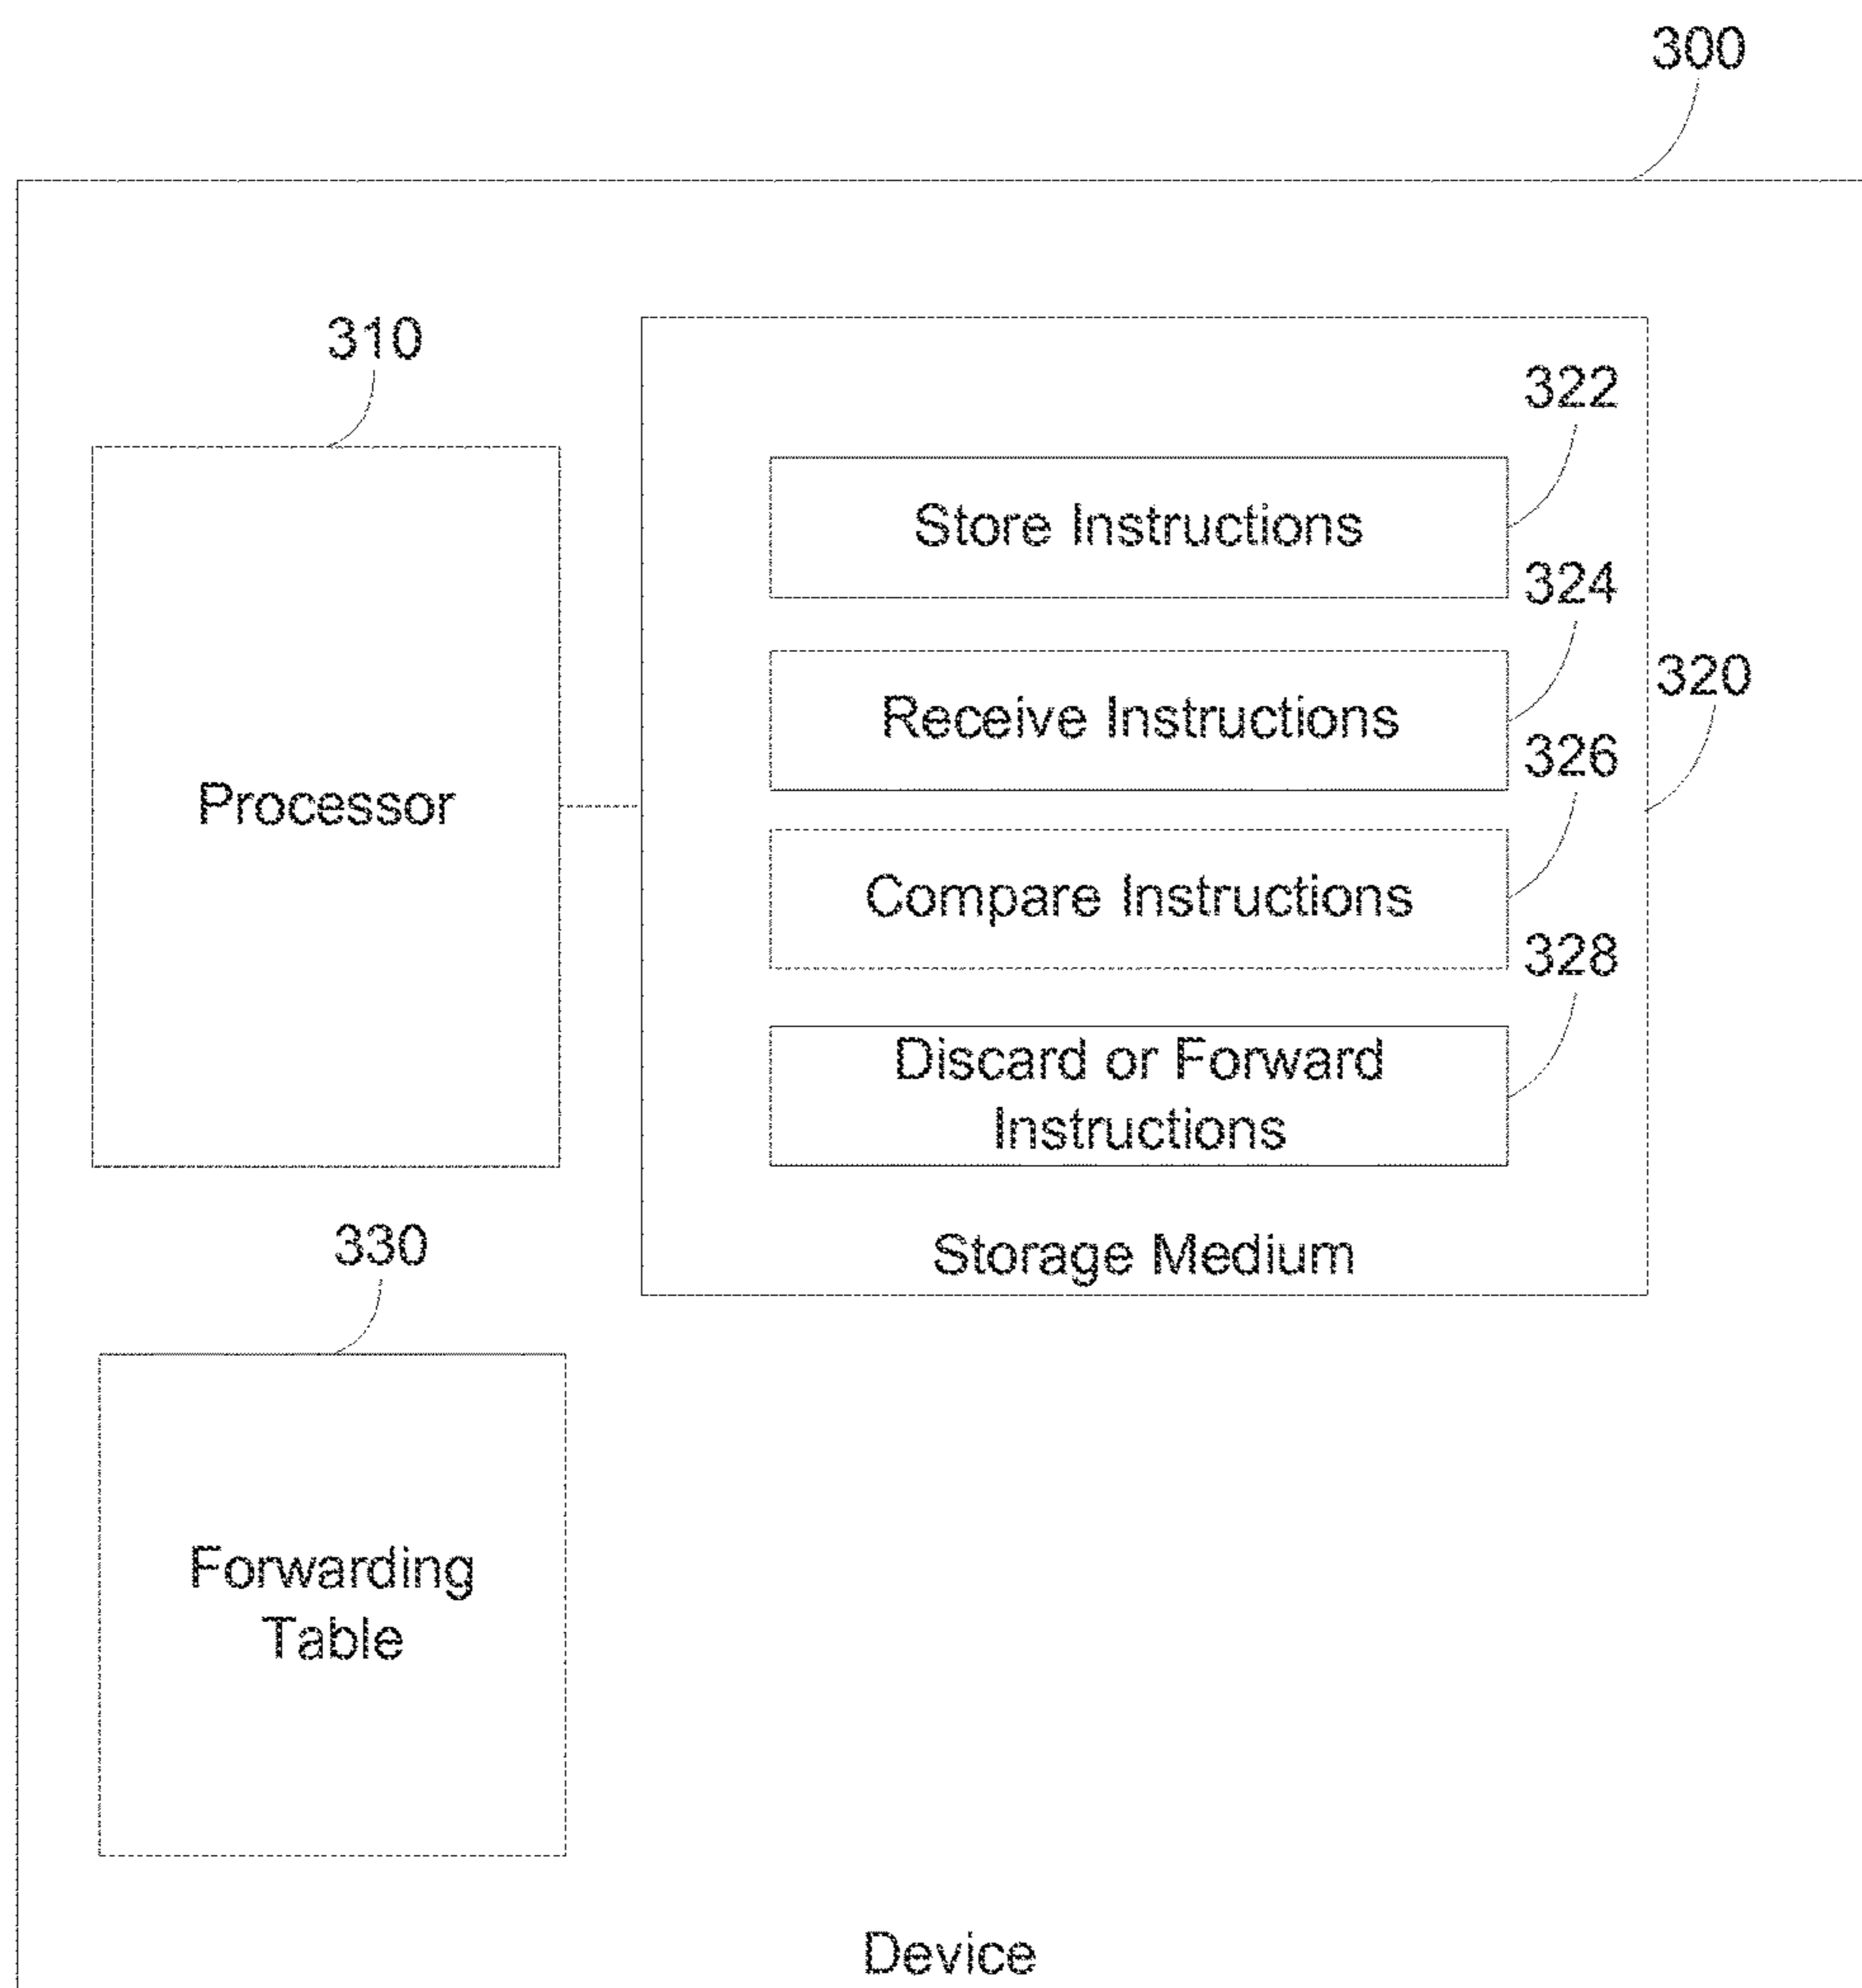 300
310
322
Store Instructions
324
320
Receive Instructions
326
Processor
Compare Instructions
328
Discard or Forward
Instructions
330
Storage Medium
Forwarding
Table
Device